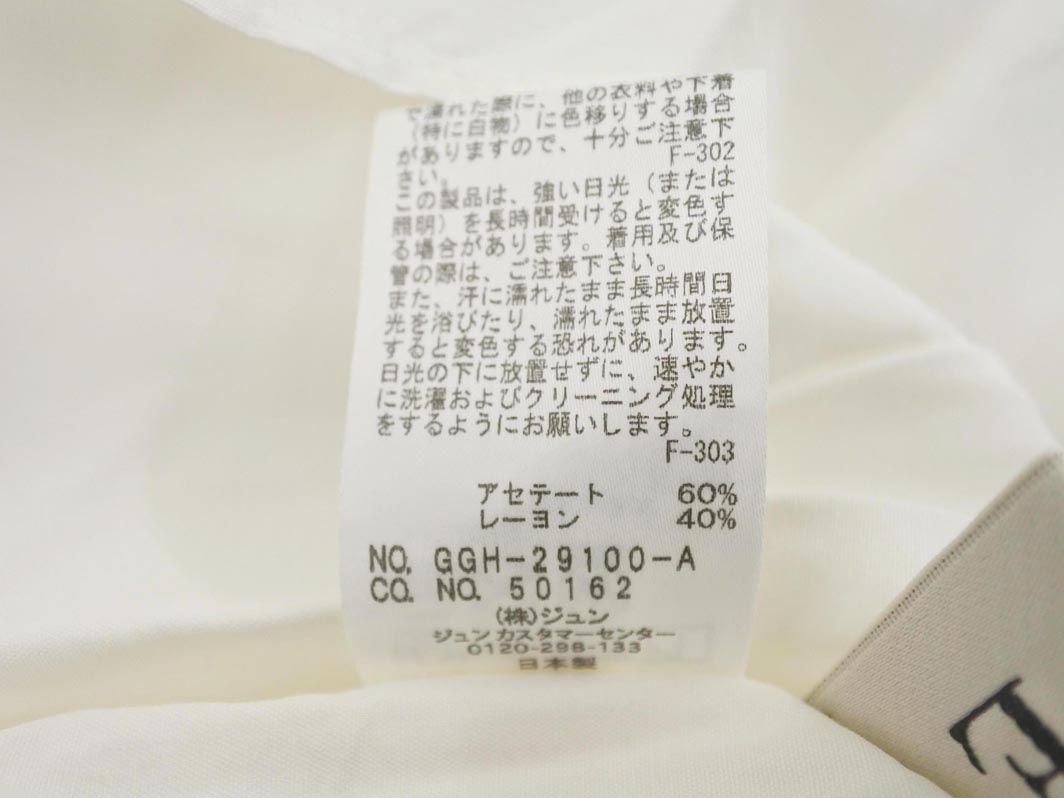 で濡れた際に、他の衣料や下着
（特に白物）に色移りする場合
がありますので、十分ご注意下
さい。
F-302
この製品は、強い日光（または
照明）を長時間受けると変色す
る場合があります。着用及び保
管の際は、ご注意下さい。
また、汗に濡れたまま長時間日
光を浴びたり、濡れたまま放置
すると変色する恐れがあります。
日光の下に放置せずに、速やか
に洗濯およびクリーニング処理
をするようにお願いします。
F-303
アセテート 60%
レーヨン 40%
NO. GGH-29100-A
CO. NO. 50162
(株)ジュン
ジュン カスタマーセンター
0120-298-133
日本製
E